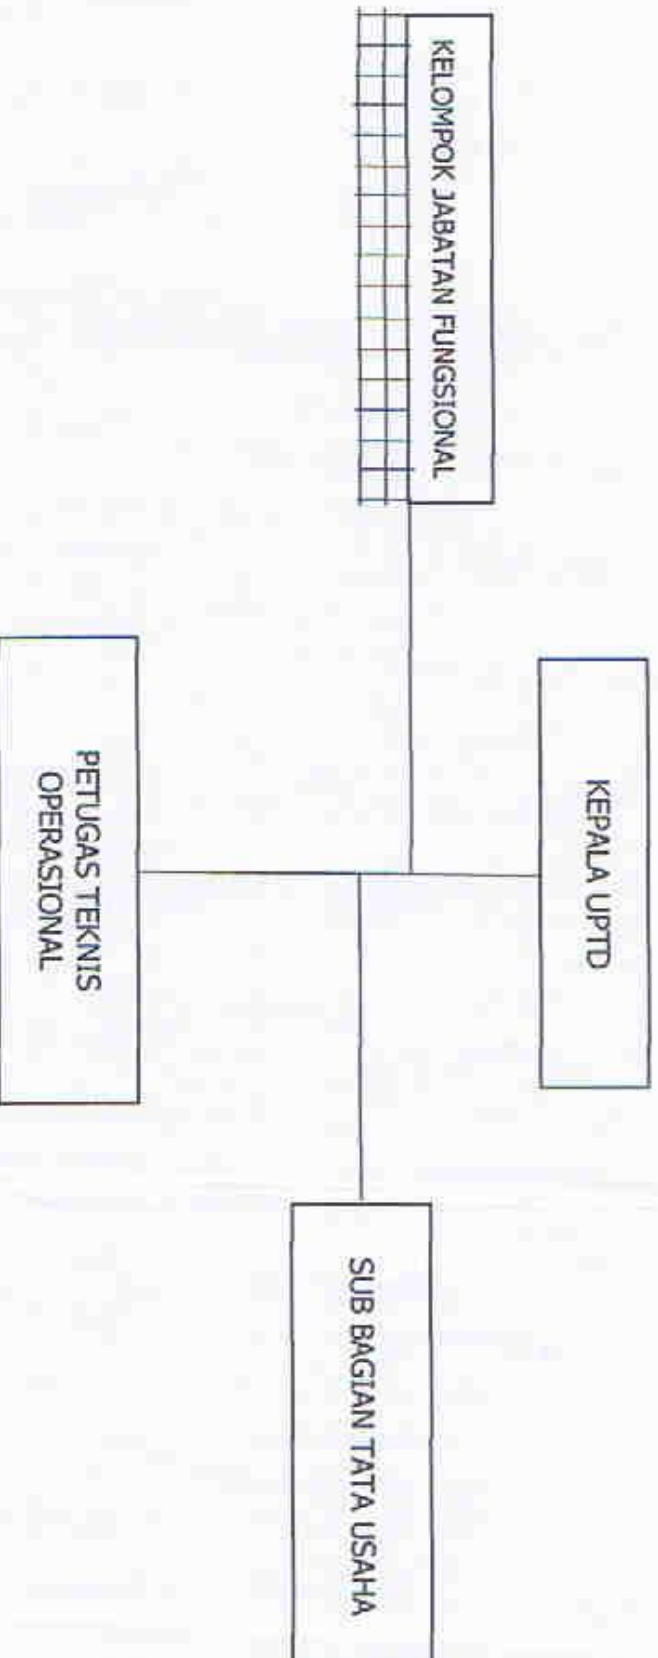 KEPALA UPTD
KELOMPOK JABATAN FUNGSIONAL
SUB BAGIAN TATA USAHA
PETUGAS TEKNIS
OPERASIONAL